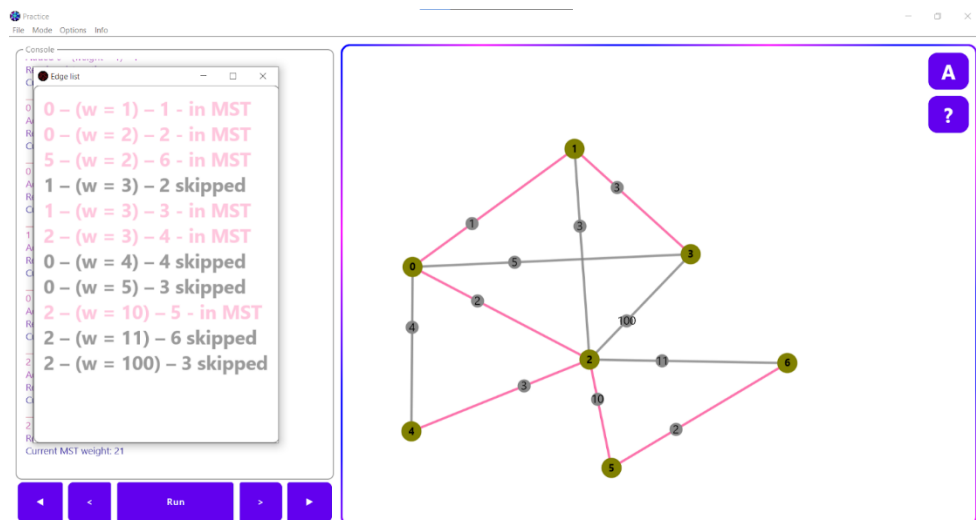 Practice
File Mode Options Info
Console
Edge list
0 – (w = 1) – 1 - in MST
0 – (w = 2) – 2 - in MST
5 – (w = 2) – 6 - in MST
1 – (w = 3) – 2 skipped
1 – (w = 3) – 3 - in MST
2 – (w = 3) – 4 - in MST
0 – (w = 4) – 4 skipped
0 – (w = 5) – 3 skipped
2 – (w = 10) – 5 - in MST
2 – (w = 11) – 6 skipped
2 – (w = 100) – 3 skipped
Current MST weight: 21
Run
A
?
1
3
1
3
3
0
5
2
100
4
2
11
6
3
10
4
2
5